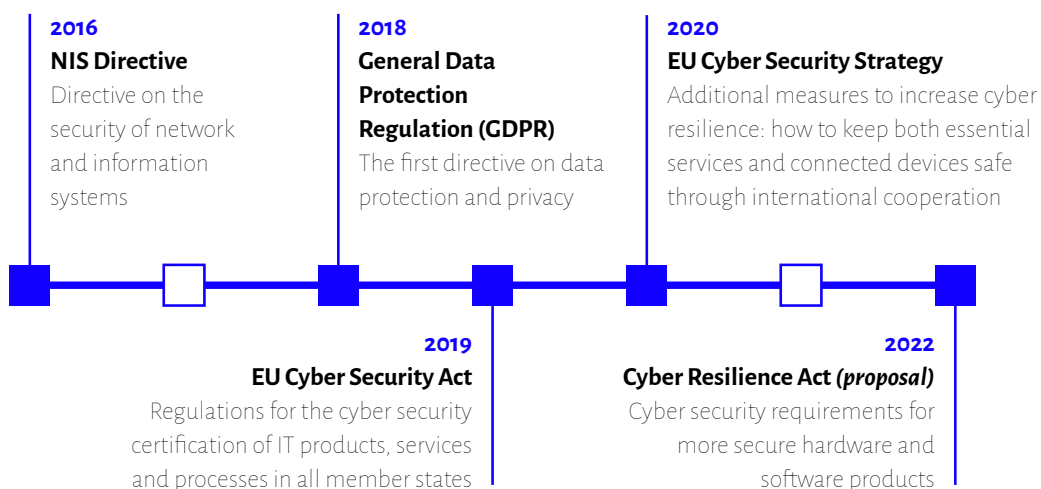 2016
NIS Directive
Directive on the
security of network
and information
systems
2018
General Data
Protection
Regulation (GDPR)
The first directive on data
protection and privacy
2020
EU Cyber Security Strategy
Additional measures to increase cyber
resilience: how to keep both essential
services and connected devices safe
through international cooperation
2019
EU Cyber Security Act
Regulations for the cyber security
certification of IT products, services
and processes in all member states
2022
Cyber Resilience Act (proposal)
Cyber security requirements for
more secure hardware and
software products